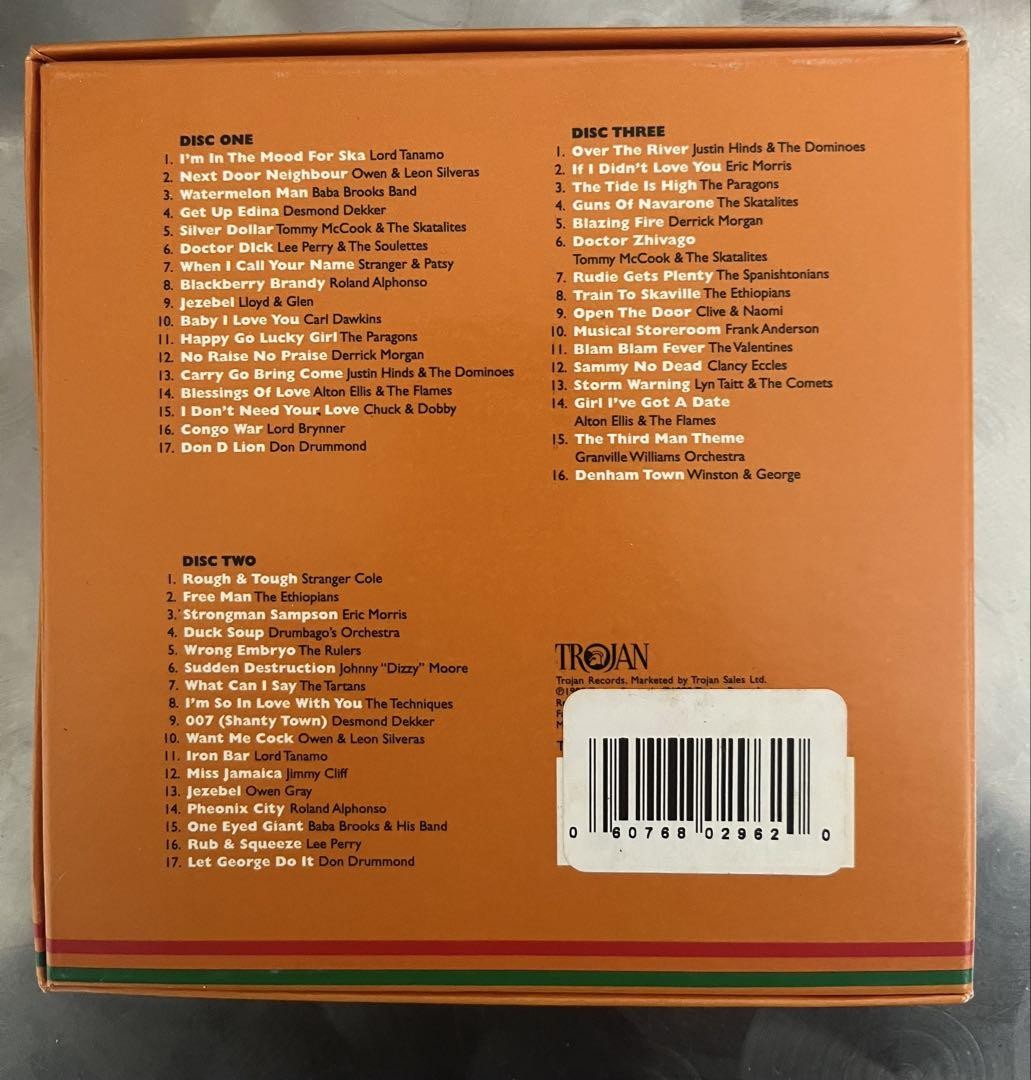 DISC ONE
1. I'm In The Mood For Ska Lord Tanamo
2. Next Door Neighbour Owen & Leon Silveras
3. Watermelon Man Baba Brooks Band
4. Get Up Edina Desmond Dekker
5. Silver Dollar Tommy McCook & The Skatalites
6. Doctor DIck Lee Perry & The Soulettes
7. When I Call Your Name Stranger & Patsy
8. Blackberry Brandy Roland Alphonso
9. Jezebel Lloyd & Glen
10. Baby I Love You Carl Dawkins
11. Happy Go Lucky Girl The Paragons
12. No Raise No Praise Derrick Morgan
13. Carry Go Bring Come Justin Hinds & The Dominoes
14. Blessings Of Love Alton Ellis & The Flames
15. I Don't Need Your Love Chuck & Dobby
16. Congo War Lord Brynner
17. Don D Lion Don Drummond
DISC TWO
1. Rough & Tough Stranger Cole
2. Free Man The Ethiopians
3. Strongman Sampson Eric Morris
4. Duck Soup Drumbago's Orchestra
5. Wrong Embryo The Rulers
6. Sudden Destruction Johnny "Dizzy" Moore
7. What Can I Say The Tartans
8. I'm So In Love With You The Techniques
9. 007 (Shanty Town) Desmond Dekker
10. Want Me Cock Owen & Leon Silveras
11. Iron Bar Lord Tanamo
12. Miss Jamaica Jimmy Cliff
13. Jezebel Owen Gray
14. Pheonix City Roland Alphonso
15. One Eyed Giant Baba Brooks & His Band
16. Rub & Squeeze Lee Perry
17. Let George Do It Don Drummond
DISC THREE
1. Over The River Justin Hinds & The Dominoes
2. If I Didn't Love You Eric Morris
3. The Tide Is High The Paragons
4. Guns Of Navarone The Skatalites
5. Blazing Fire Derrick Morgan
6. Doctor Zhivago
Tommy McCook & The Skatalites
7. Rudie Gets Plenty The Spanishtonians
8. Train To Skaville The Ethiopians
9. Open The Door Clive & Naomi
10. Musical Storeroom Frank Anderson
11. Blam Blam Fever The Valentines
12. Sammy No Dead Clancy Eccles
13. Storm Warning Lyn Taitt & The Comets
14. Girl I've Got A Date
Alton Ellis & The Flames
15. The Third Man Theme
Granville Williams Orchestra
16. Denham Town Winston & George
TROJAN
Trojan Records. Marketed by Trojan Sales Ltd.
0 60768 02962 0